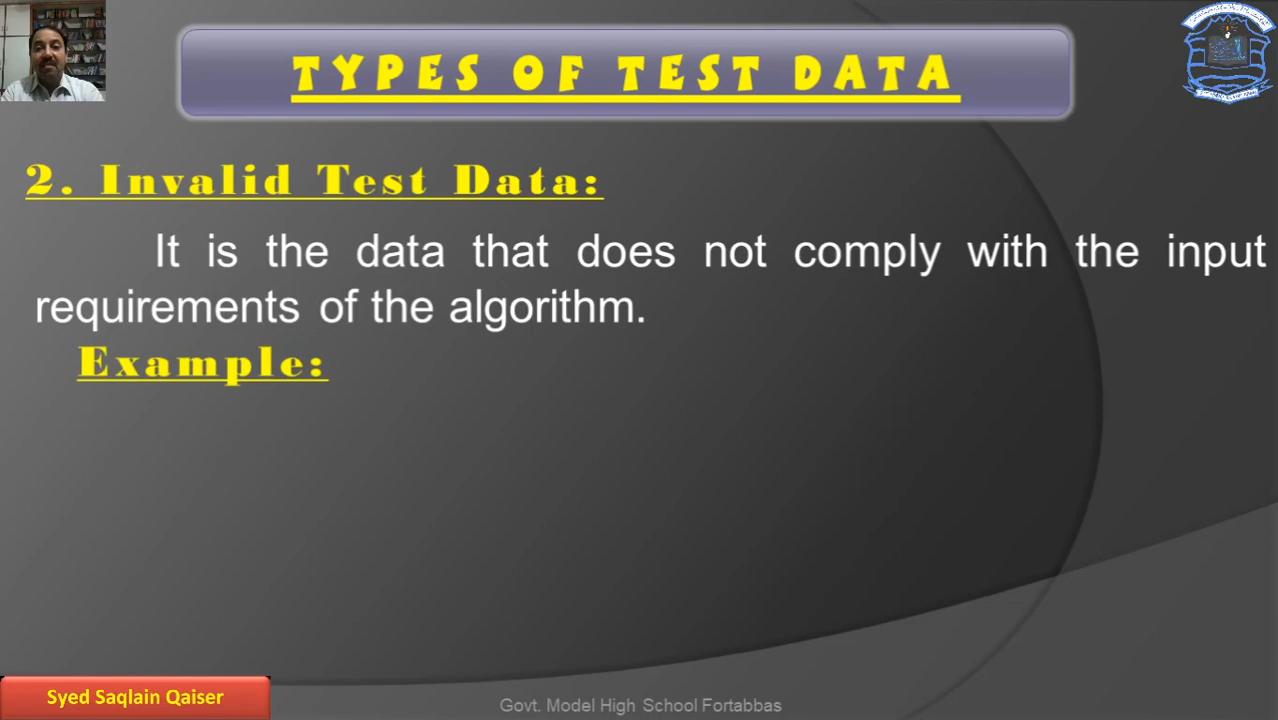 TYPES OF TEST DATA
2. Invalid Test Data:
It is the data that does not comply with the input
requirements of the algorithm.
Example:
Syed Saqlain Qaiser
Govt. Model High School Fortabbas